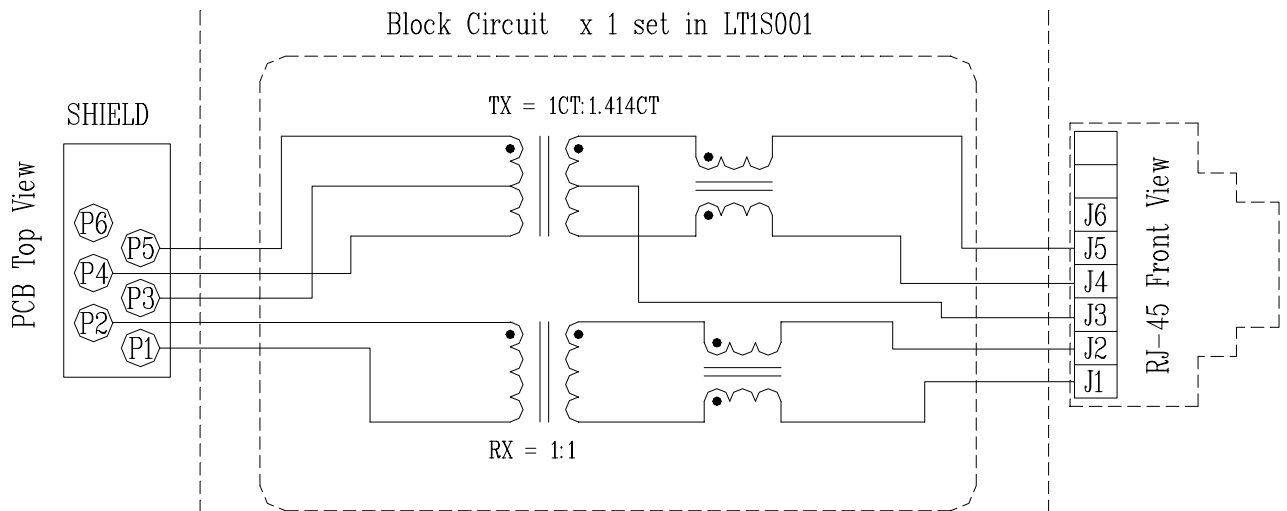 Block Circuit x 1 set in LT1S001
TX = 1CT:1.414CT
SHIELD
PCB Top View
P6
P5
P4
P3
P2
P1
J6
J5
J4
J3
J2
J1
RJ-45 Front View
RX = 1:1